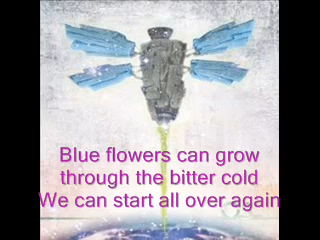 Blue flowers can grow
through the bitter cold
We can start all over again